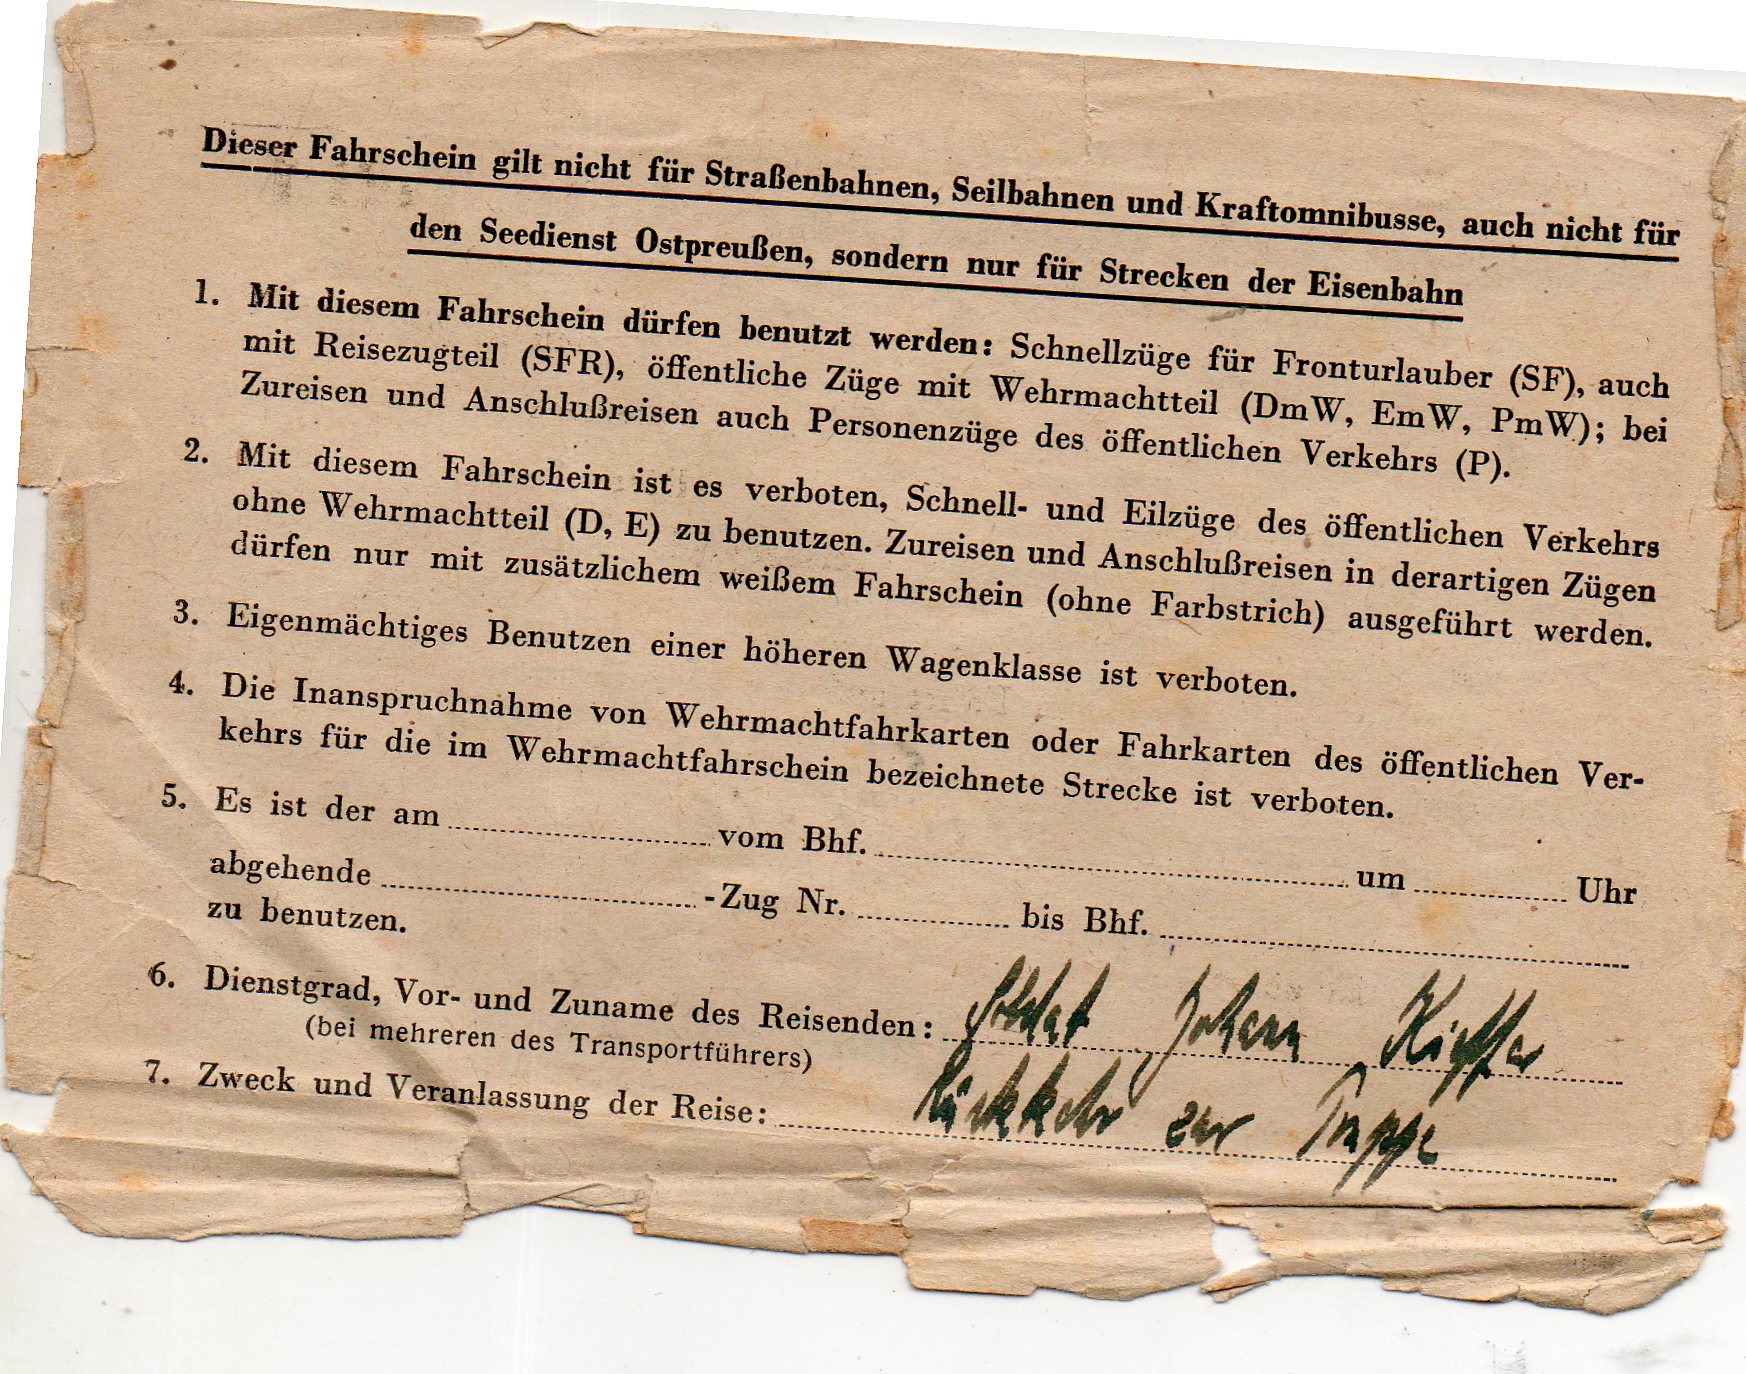 Dieser Fahrschein gilt nicht für Straßenbahnen, Seilbahnen und Kraftomnibusse, auch nicht für
den Seedienst Ostpreußen, sondern nur für Strecken der Eisenbahn
1. Mit diesem Fahrschein dürfen benutzt werden: Schnellzüge für Fronturlauber (SF), auch
mit Reisezugteil (SFR), öffentliche Züge mit Wehrmachtteil (DmW, EmW, PmW); bei
Zureisen und Anschlußreisen auch Personenzüge des öffentlichen Verkehrs (P).
2. Mit diesem Fahrschein ist es verboten, Schnell- und Eilzüge des öffentlichen Verkehrs
ohne Wehrmachtteil (D, E) zu benutzen. Zureisen und Anschlußreisen in derartigen Zügen
dürfen nur mit zusätzlichem weißem Fahrschein (ohne Farbstrich) ausgeführt werden.
3. Eigenmächtiges Benutzen einer höheren Wagenklasse ist verboten.
4. Die Inanspruchnahme von Wehrmachtfahrkarten oder Fahrkarten des öffentlichen Ver-
kehrs für die im Wehrmachtfahrschein bezeichnete Strecke ist verboten.
5. Es ist der am vom Bhf. um Uhr
abgehende -Zug Nr. bis Bhf.
zu benutzen.
6. Dienstgrad, Vor- und Zuname des Reisenden: Soldat Johann Kieffer
(bei mehreren des Transportführers)
7. Zweck und Veranlassung der Reise: Rückkehr zur Truppe